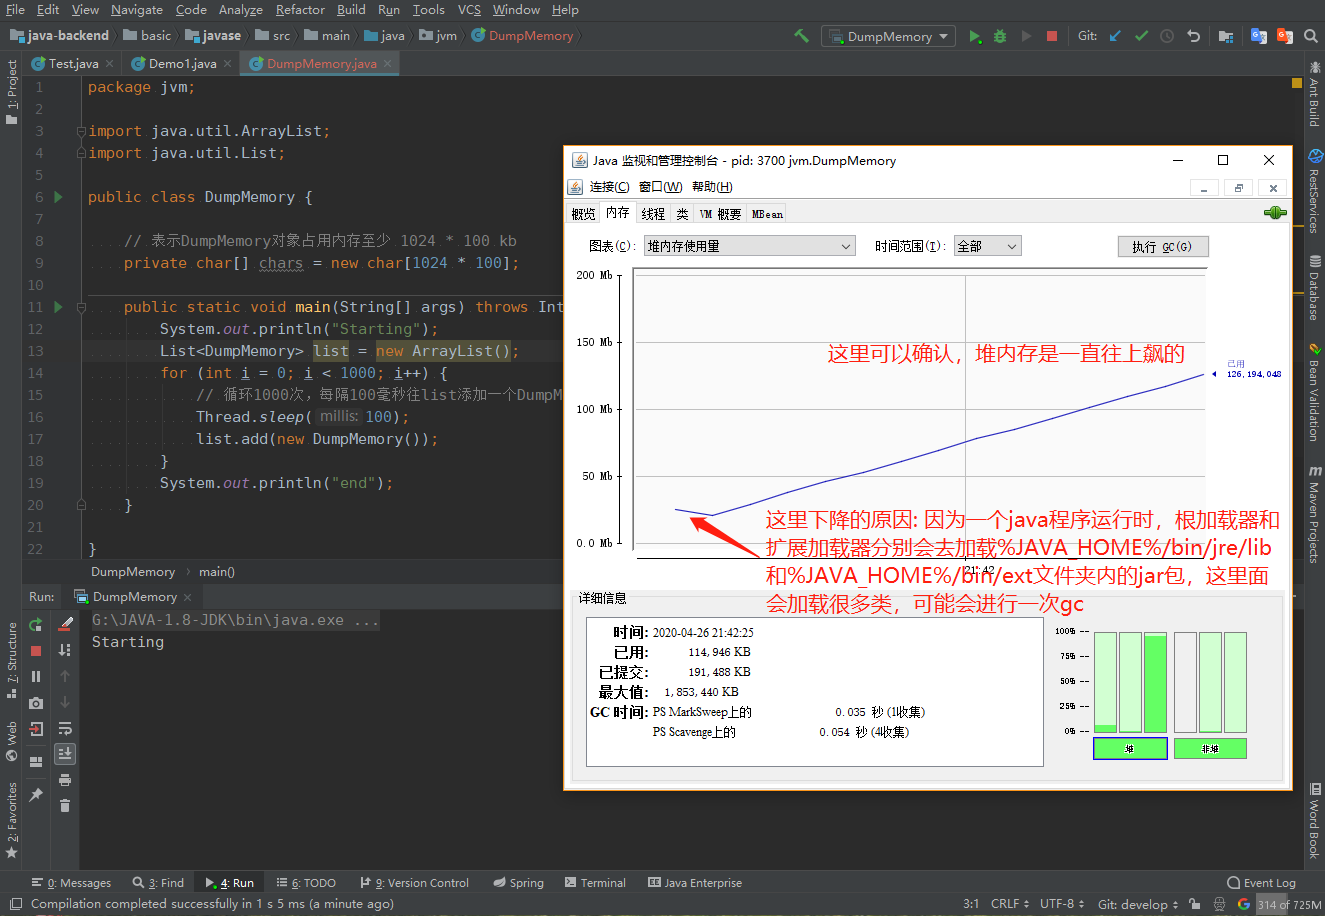 File Edit View Navigate Code Analyze Refactor Build Run Tools VCS Window Help
java-backend basic javase src main java jvm DumpMemory
DumpMemory Git:
Test.java Demo1.java DumpMemory.java
1: Project
1 package jvm;
2
3 import java.util.ArrayList;
4 import java.util.List;
5
6 public class DumpMemory {
7
8 // 表示DumpMemory对象占用内存至少 1024 * 100 kb
9 private char[] chars = new char[1024 * 100];
10
11 public static void main(String[] args) throws Int
12 System.out.println("Starting");
13 List<DumpMemory> list = new ArrayList();
14 for (int i = 0; i < 1000; i++) {
15 // 循环1000次，每隔100毫秒往list添加一个DumpM
16 Thread.sleep( millis: 100);
17 list.add(new DumpMemory());
18 }
19 System.out.println("end");
20 }
21
22 }
DumpMemory main()
Run: DumpMemory
G:\JAVA-1.8-JDK\bin\java.exe ...
Starting
7: Structure
Web
2: Favorites
Java 监视和管理控制台 - pid: 3700 jvm.DumpMemory
连接(C) 窗口(W) 帮助(H)
概览 内存 线程 类 VM 概要 MBean
图表(C): 堆内存使用量 时间范围(I): 全部 执行 GC(G)
200 Mb
150 Mb
100 Mb
50 Mb
0.0 Mb
这里可以确认，堆内存是一直往上飙的
已用
126,194,048
这里下降的原因: 因为一个java程序运行时，根加载器和
扩展加载器分别会去加载%JAVA_HOME%/bin/jre/lib
和%JAVA_HOME%/bin/ext文件夹内的jar包，这里面
会加载很多类，可能会进行一次gc
21:42
详细信息
时间: 2020-04-26 21:42:25
已用: 114,946 KB
已提交: 191,488 KB
最大值: 1,853,440 KB
GC 时间: PS MarkSweep上的 0.035 秒 (1收集)
PS Scavenge上的 0.054 秒 (4收集)
100% --
75% --
50% --
25% --
0% --
堆 非堆
Ant Build
RestServices
Database
Bean Validation
Maven Projects
Word Book
0: Messages 3: Find 4: Run 6: TODO 9: Version Control Spring Terminal Java Enterprise Event Log
Compilation completed successfully in 1 s 5 ms (a minute ago) 3:1 CRLF UTF-8 Git: develop 314 of 725M